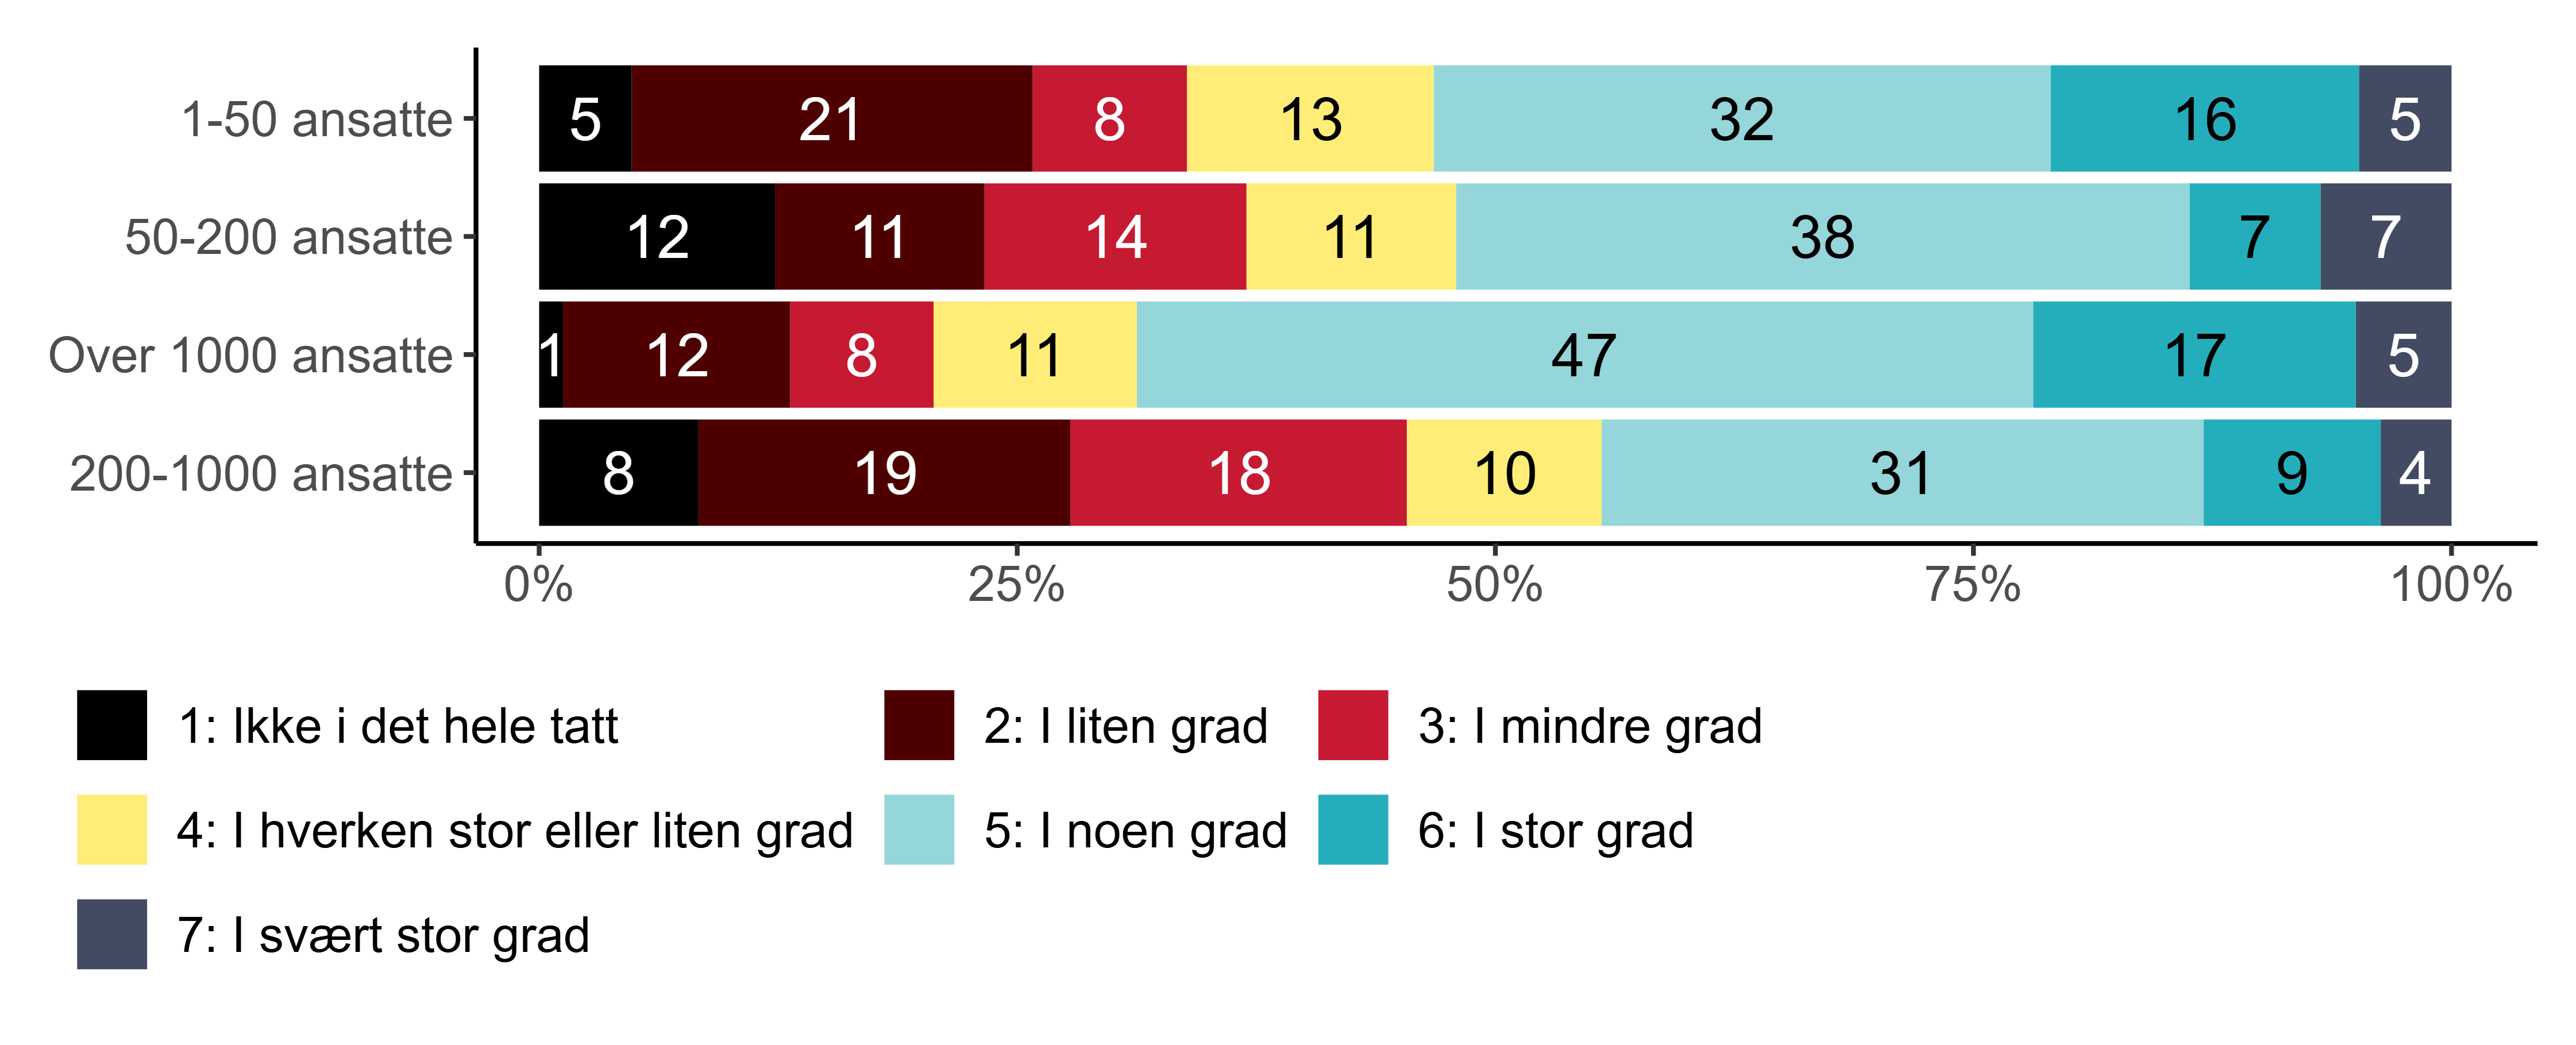 1-50 ansatte 5 21 8 13 32 16 5
50-200 ansatte 12 11 14 11 38 7 7
Over 1000 ansatte 1 12 8 11 47 17 5
200-1000 ansatte 8 19 18 10 31 9 4
0% 25% 50% 75% 100%
1: Ikke i det hele tatt 2: I liten grad 3: I mindre grad
4: I hverken stor eller liten grad 5: I noen grad 6: I stor grad
7: I svært stor grad